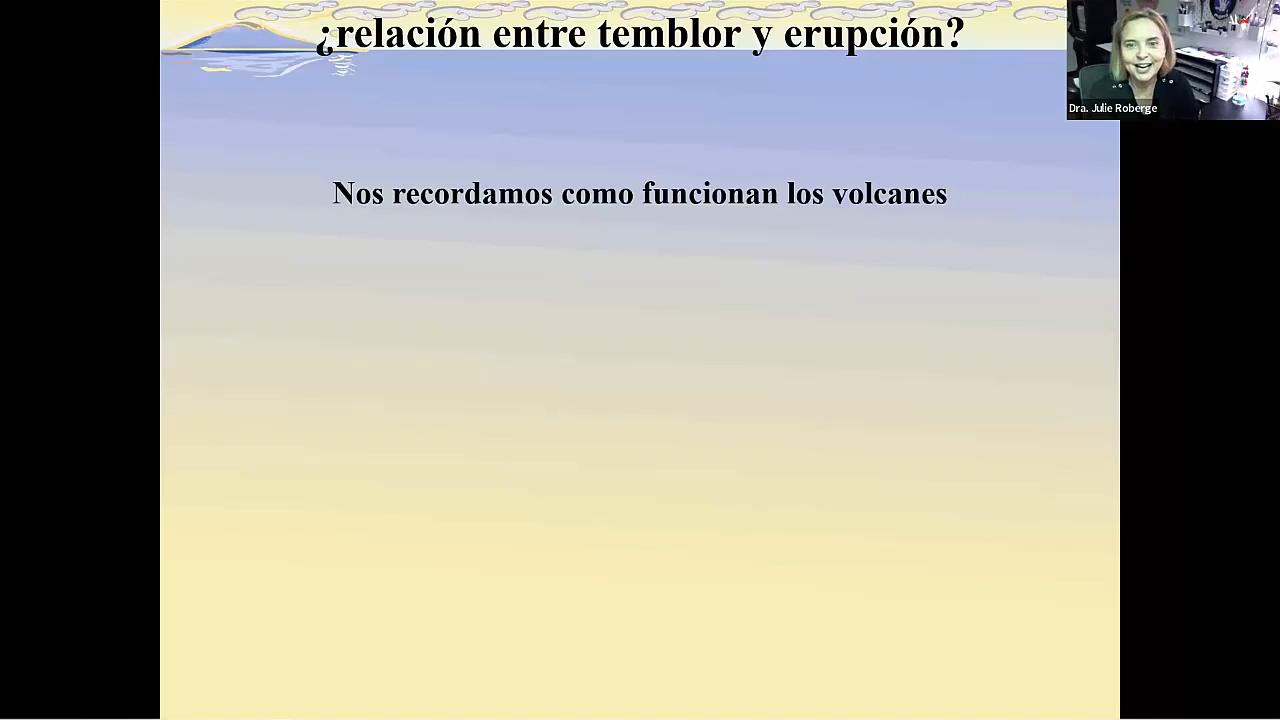 ¿relación entre temblor y erupción?
Dra. Julie Roberge
Nos recordamos como funcionan los volcanes